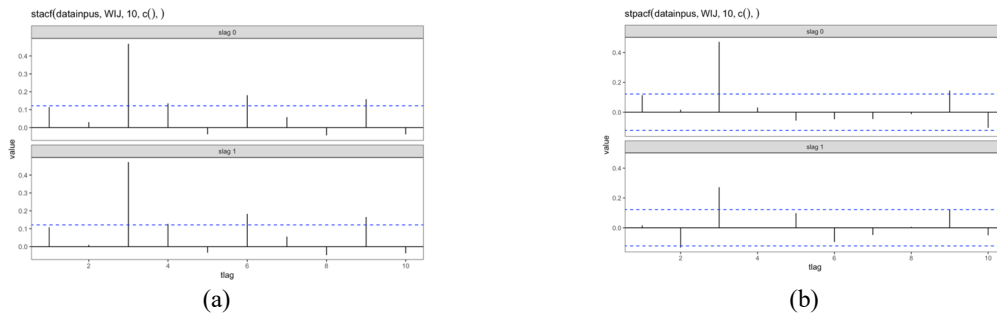 stacf(datainpus, WIJ, 10, c(), )
slag 0
0.4
0.3
0.2
0.1
0.0
value
slag 1
0.4
0.3
0.2
0.1
0.0
2 4 6 8 10
tlag
(a)
stpacf(datainpus, WIJ, 10, c(), )
slag 0
0.4
0.2
0.0
value
slag 1
0.4
0.2
0.0
2 4 6 8 10
tlag
(b)